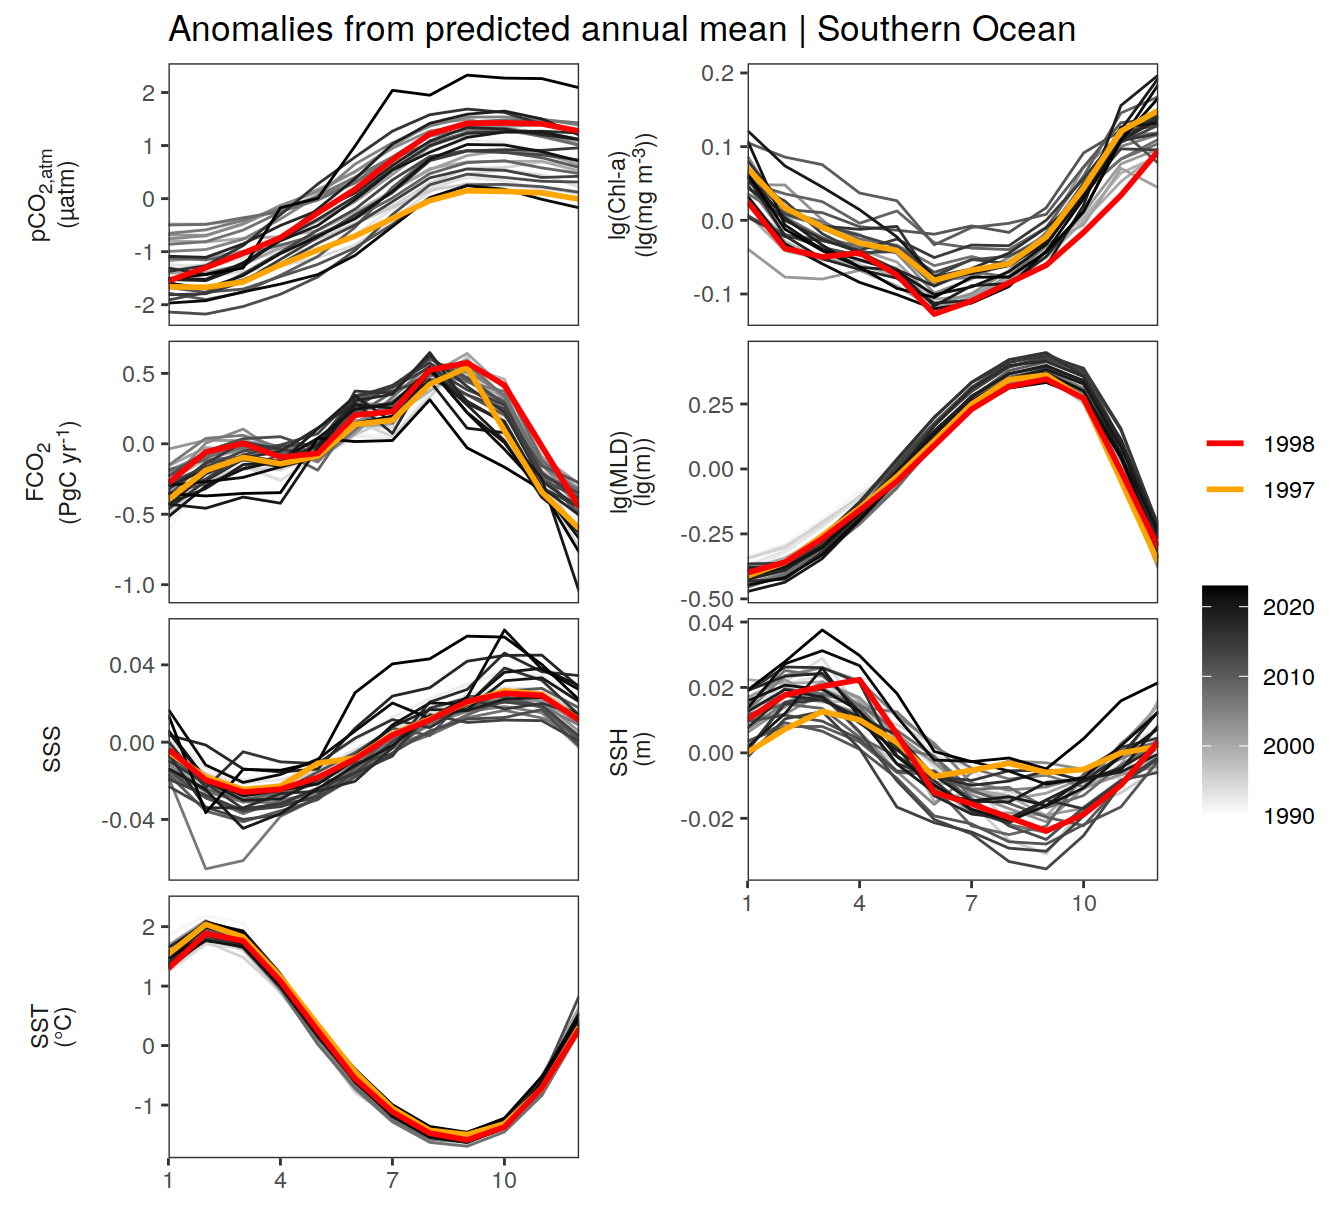 Anomalies from predicted annual mean | Southern Ocean
pCO2,atm
(µatm)
2
1
0
-1
-2
lg(Chl-a)
(lg(mg m-3))
0.2
0.1
0.0
-0.1
FCO2
(PgC yr-1)
0.5
0.0
-0.5
-1.0
lg(MLD)
(lg(m))
0.25
0.00
-0.25
-0.50
SSS
0.04
0.00
-0.04
SSH
(m)
0.04
0.02
0.00
-0.02
1 4 7 10
SST
(°C)
2
1
0
-1
1 4 7 10
1998
1997
2020
2010
2000
1990